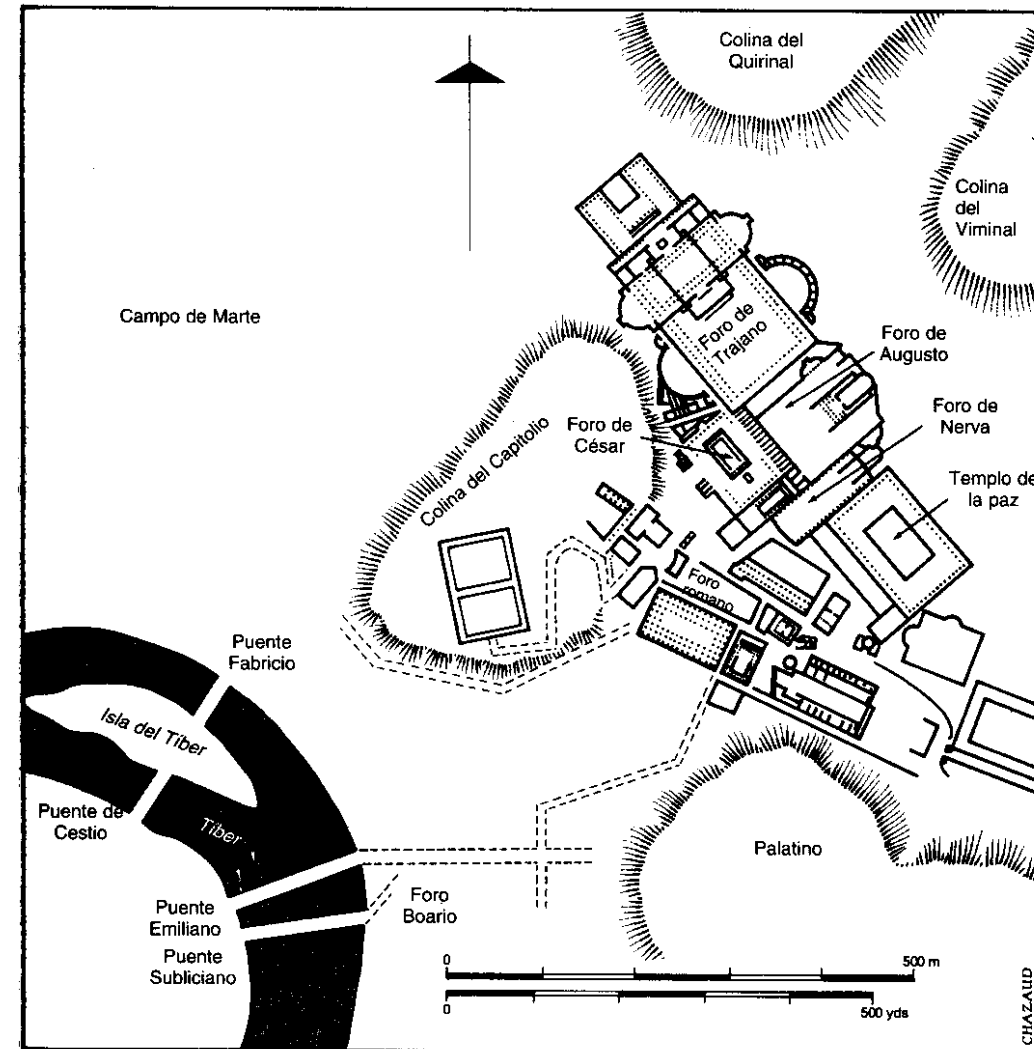 Colina del
Quirinal
Colina
del
Viminal
Campo de Marte
Foro de
Trajano
Foro de
Augusto
Foro de
César
Foro de
Nerva
Colina del Capitolio
Templo de
la paz
Foro
romano
Puente
Fabricio
Isla del Tiber
Puente de
Cestio
Tiber
Palatino
Puente
Emiliano
Foro
Boario
Puente
Subliciano
0
500 m
0
500 yds
CHAZAUD